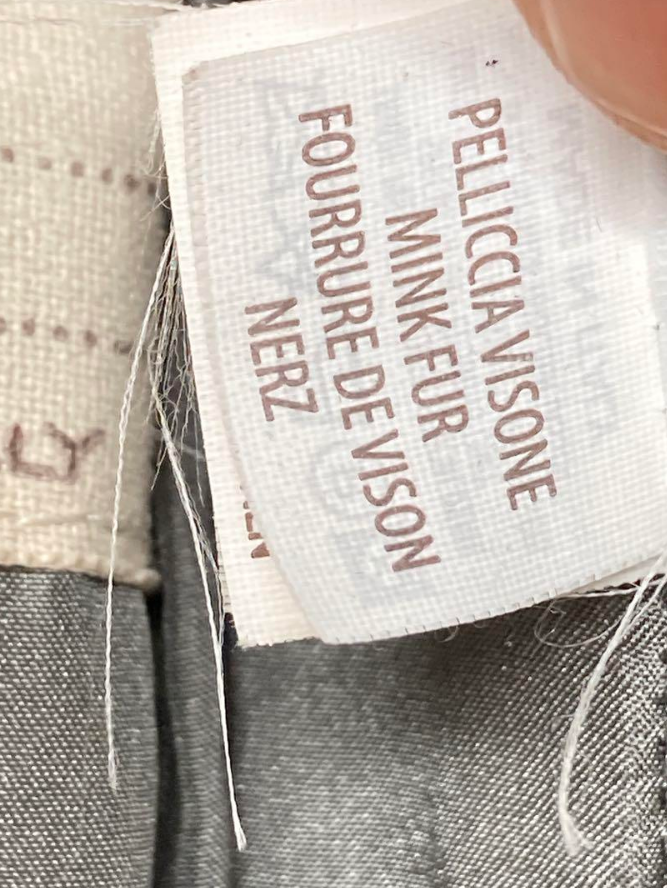 PELLICCIA VISONE
MINK FUR
FOURRURE DE VISON
NERZ